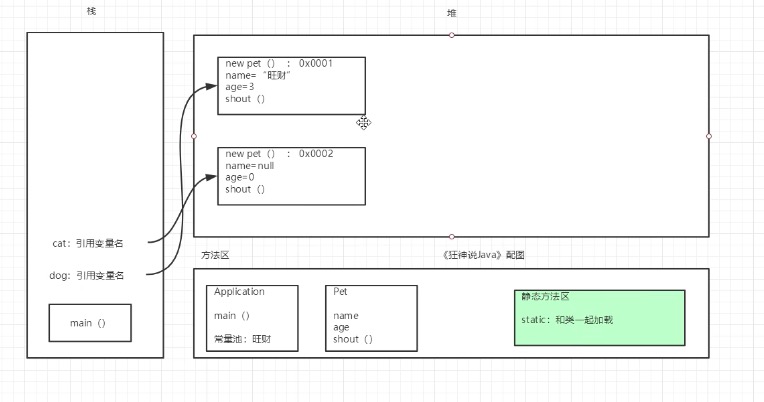 栈
堆
new pet（）： 0x0001
name=“旺财”
age=3
shout（）
new pet（）： 0x0002
name=null
age=0
shout（）
cat：引用变量名
dog：引用变量名
main（）
方法区
《狂神说Java》配图
Application
main（）
常量池：旺财
Pet
name
age
shout（）
静态方法区
static：和类一起加载